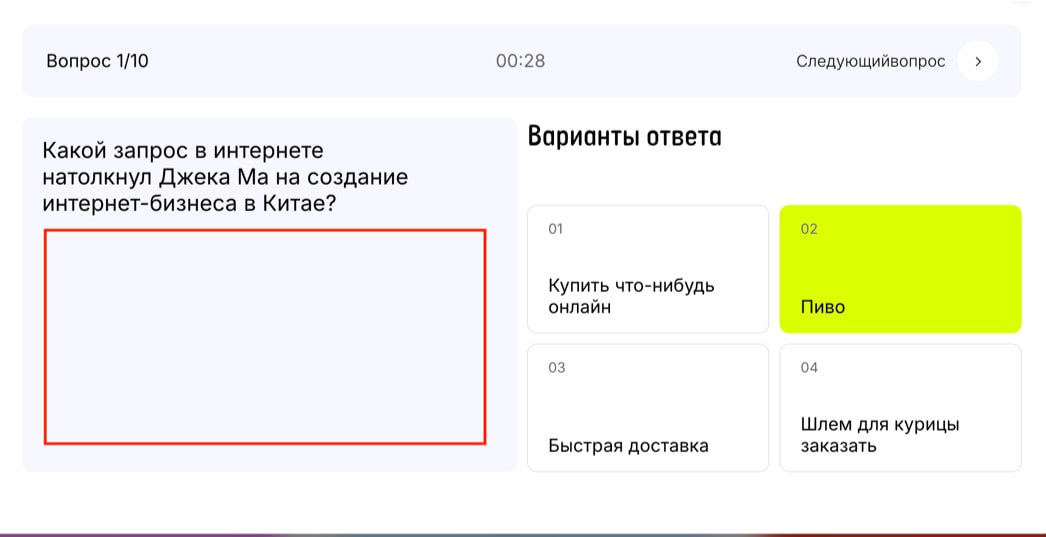 Вопрос 1/10
00:28
Следующийвопрос
Какой запрос в интернете
натолкнул Джека Ма на создание
интернет-бизнеса в Китае?
Варианты ответа
01
Купить что-нибудь
онлайн
02
Пиво
03
Быстрая доставка
04
Шлем для курицы
заказать